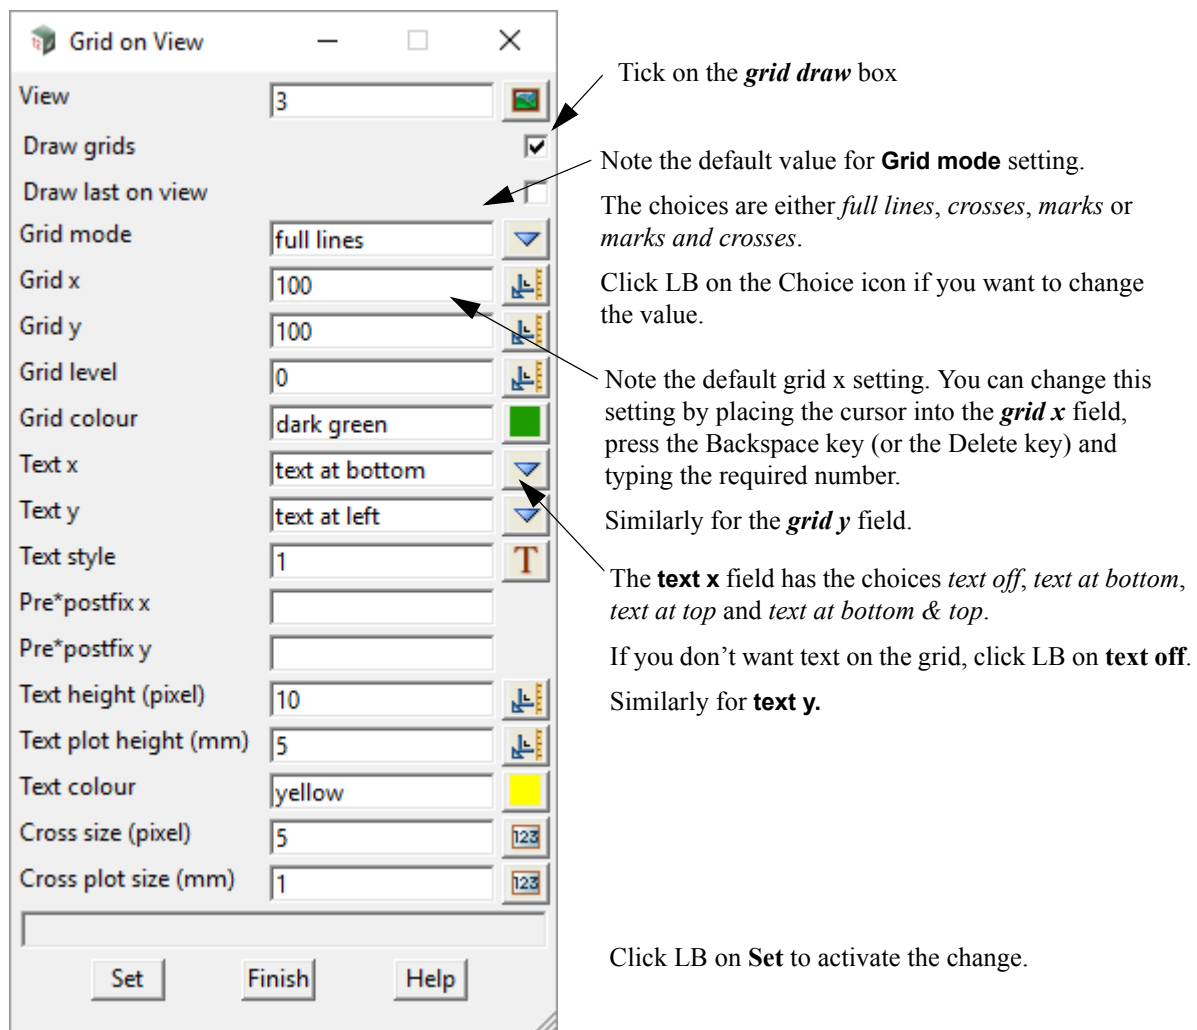 Grid on View
View 3
Draw grids
Draw last on view
Grid mode full lines
Grid x 100
Grid y 100
Grid level 0
Grid colour dark green
Text x text at bottom
Text y text at left
Text style 1 T
Pre*postfix x
Pre*postfix y
Text height (pixel) 10
Text plot height (mm) 5
Text colour yellow
Cross size (pixel) 5 123
Cross plot size (mm) 1 123
Set Finish Help
Tick on the grid draw box
Note the default value for Grid mode setting.
The choices are either full lines, crosses, marks or
marks and crosses.
Click LB on the Choice icon if you want to change
the value.
Note the default grid x setting. You can change this
setting by placing the cursor into the grid x field,
press the Backspace key (or the Delete key) and
typing the required number.
Similarly for the grid y field.
The text x field has the choices text off, text at bottom,
text at top and text at bottom & top.
If you don’t want text on the grid, click LB on text off.
Similarly for text y.
Click LB on Set to activate the change.